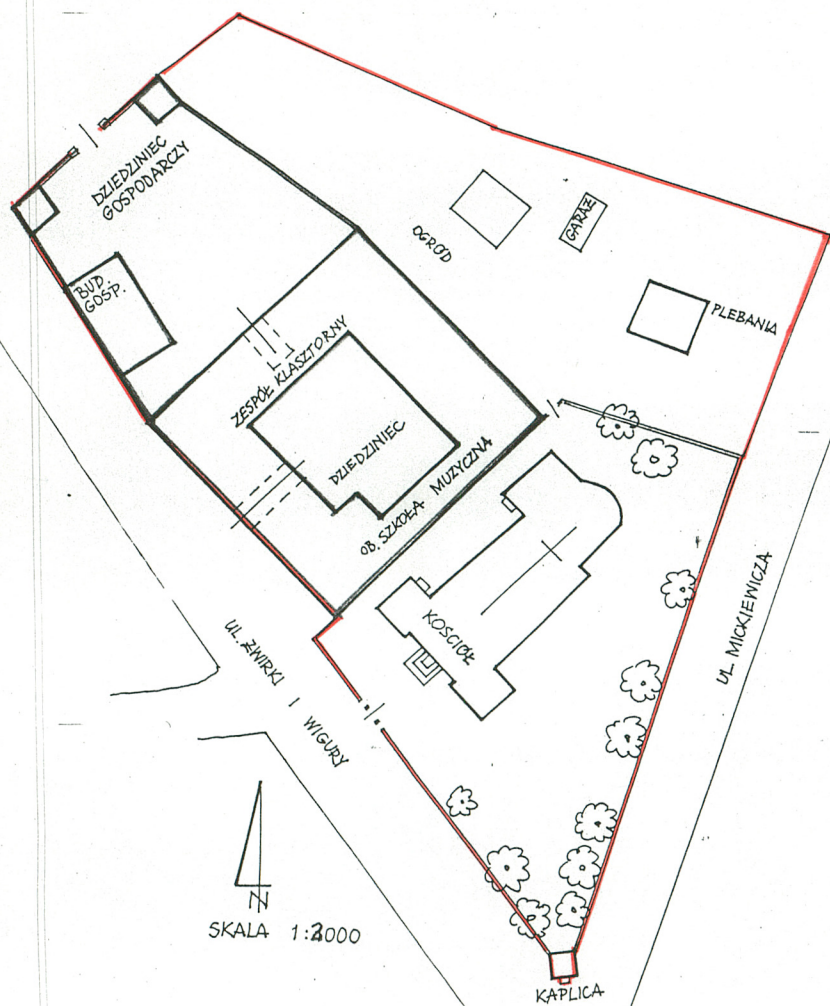 DZIEDZINIEC
GOSPODARCZY
OGRÓD
GARAŻ
BUD.
GOSP.
PLEBANIA
ZESPÓŁ KLASZTORNY
DZIEDZINIEC
OB. SZKOŁA MUZYCZNA
KOŚCIÓŁ
UL. MICKIEWICZA
UL. ŻWIRKI I WIGURY
N
SKALA 1:2000
KAPLICA